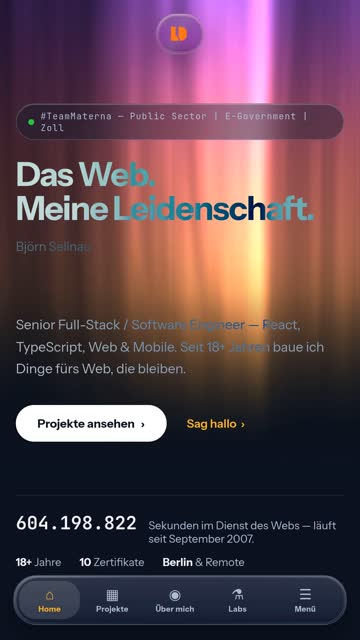 #TeamMaterna — Public Sector | E-Government |
Zoll
Das Web.
Meine Leidenschaft.
Björn Sellnau
Senior Full-Stack / Software Engineer — React,
TypeScript, Web & Mobile. Seit 18+ Jahren baue ich
Dinge fürs Web, die bleiben.
Projekte ansehen ›
Sag hallo ›
604.198.822 Sekunden im Dienst des Webs — läuft
seit September 2007.
18+ Jahre 10 Zertifikate Berlin & Remote
Home Projekte Über mich Labs Menü